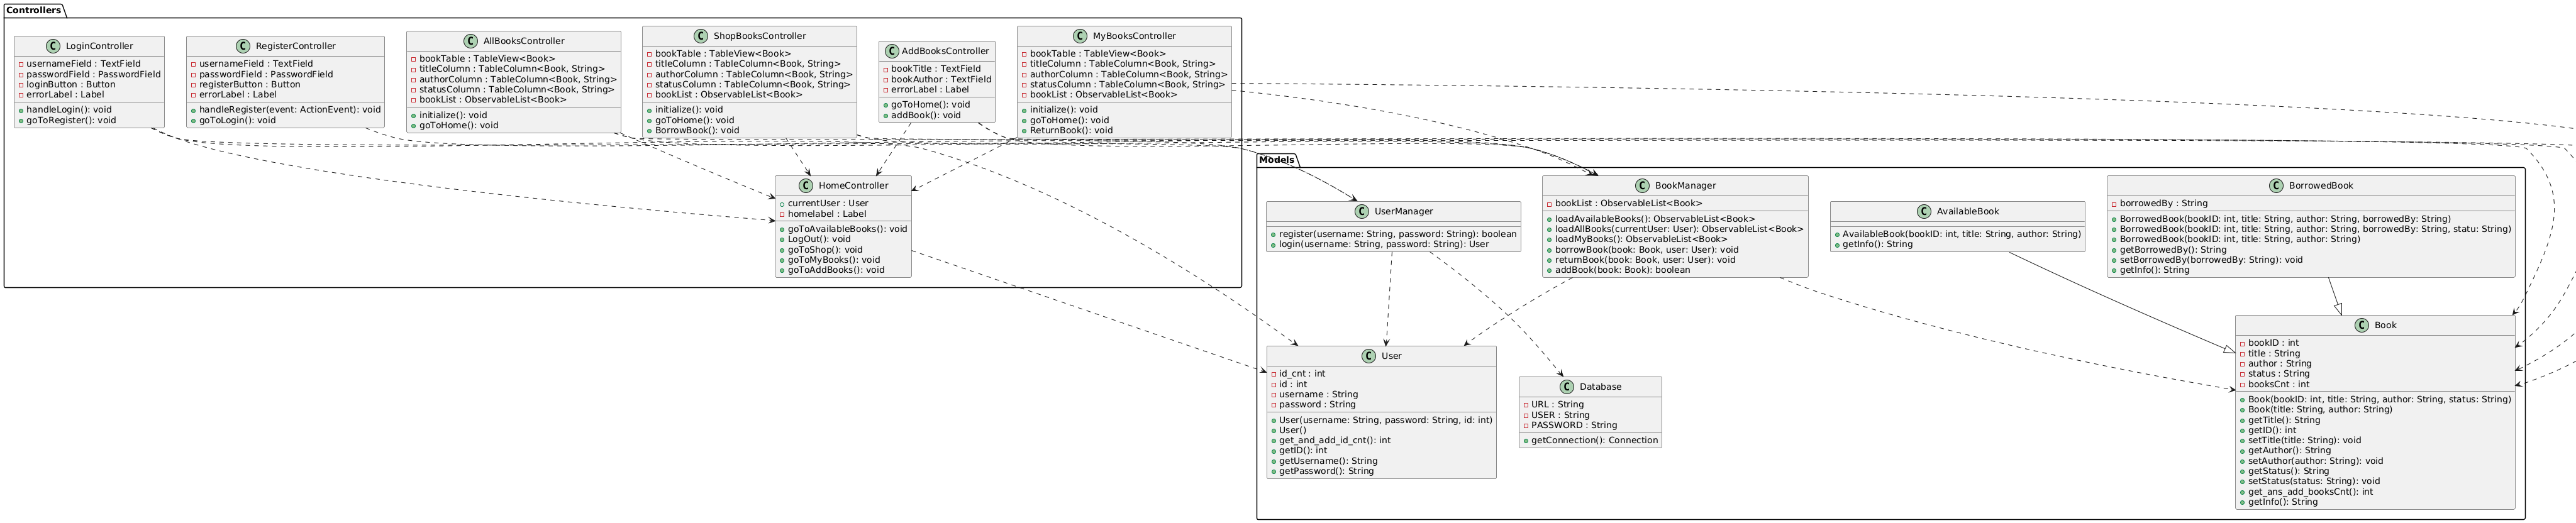 Controllers
C LoginController
usernameField : TextField
passwordField : PasswordField
loginButton : Button
errorLabel : Label
handleLogin(): void
goToRegister(): void
C RegisterController
usernameField : TextField
passwordField : PasswordField
registerButton : Button
errorLabel : Label
handleRegister(event: ActionEvent): void
goToLogin(): void
C AllBooksController
bookTable : TableView<Book>
titleColumn : TableColumn<Book, String>
authorColumn : TableColumn<Book, String>
statusColumn : TableColumn<Book, String>
bookList : ObservableList<Book>
initialize(): void
goToHome(): void
C ShopBooksController
bookTable : TableView<Book>
titleColumn : TableColumn<Book, String>
authorColumn : TableColumn<Book, String>
statusColumn : TableColumn<Book, String>
bookList : ObservableList<Book>
initialize(): void
goToHome(): void
BorrowBook(): void
C AddBooksController
bookTitle : TextField
bookAuthor : TextField
errorLabel : Label
goToHome(): void
addBook(): void
C MyBooksController
bookTable : TableView<Book>
titleColumn : TableColumn<Book, String>
authorColumn : TableColumn<Book, String>
statusColumn : TableColumn<Book, String>
bookList : ObservableList<Book>
initialize(): void
goToHome(): void
ReturnBook(): void
C HomeController
currentUser : User
homelabel : Label
goToAvailableBooks(): void
LogOut(): void
goToShop(): void
goToMyBooks(): void
goToAddBooks(): void
Models
C UserManager
register(username: String, password: String): boolean
login(username: String, password: String): User
C BookManager
bookList : ObservableList<Book>
loadAvailableBooks(): ObservableList<Book>
loadAllBooks(currentUser: User): ObservableList<Book>
loadMyBooks(): ObservableList<Book>
borrowBook(book: Book, user: User): void
returnBook(book: Book, user: User): void
addBook(book: Book): boolean
C AvailableBook
AvailableBook(bookID: int, title: String, author: String)
getInfo(): String
C BorrowedBook
borrowedBy : String
BorrowedBook(bookID: int, title: String, author: String, borrowedBy: String)
BorrowedBook(bookID: int, title: String, author: String, borrowedBy: String, statu: String)
BorrowedBook(bookID: int, title: String, author: String)
getBorrowedBy(): String
setBorrowedBy(borrowedBy: String): void
getInfo(): String
C User
id_cnt : int
id : int
username : String
password : String
User(username: String, password: String, id: int)
User()
get_and_add_id_cnt(): int
getID(): int
getUsername(): String
getPassword(): String
C Database
URL : String
USER : String
PASSWORD : String
getConnection(): Connection
C Book
bookID : int
title : String
author : String
status : String
booksCnt : int
Book(bookID: int, title: String, author: String, status: String)
Book(title: String, author: String)
getTitle(): String
getID(): int
setTitle(title: String): void
getAuthor(): String
setAuthor(author: String): void
getStatus(): String
setStatus(status: String): void
get_ans_add_booksCnt(): int
getInfo(): String